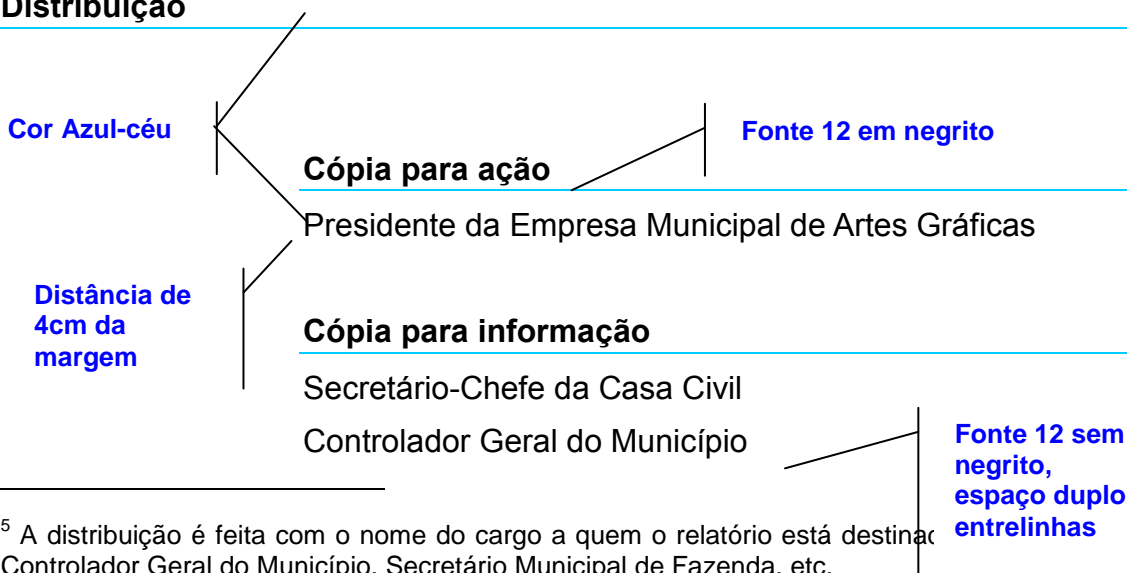 Distribuição
Cor Azul-céu
Fonte 12 em negrito
Cópia para ação
Presidente da Empresa Municipal de Artes Gráficas
Distância de
4cm da
margem
Cópia para informação
Secretário-Chefe da Casa Civil
Controlador Geral do Município
Fonte 12 sem
negrito,
espaço duplo
entrelinhas
5 A distribuição é feita com o nome do cargo a quem o relatório está destinad
Controlador Geral do Município, Secretário Municipal de Fazenda, etc.